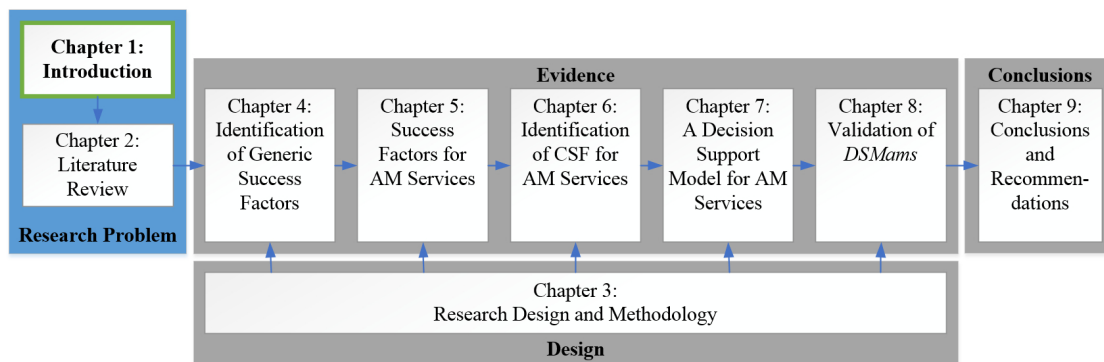 Chapter 1:
Introduction
Chapter 2:
Literature
Review
Research Problem
Evidence
Chapter 4:
Identification
of Generic
Success
Factors
Chapter 5:
Success
Factors for
AM Services
Chapter 6:
Identification
of CSF for
AM Services
Chapter 7:
A Decision
Support
Model for AM
Services
Chapter 8:
Validation of
DSMams
Conclusions
Chapter 9:
Conclusions
and
Recommen-
dations
Chapter 3:
Research Design and Methodology
Design